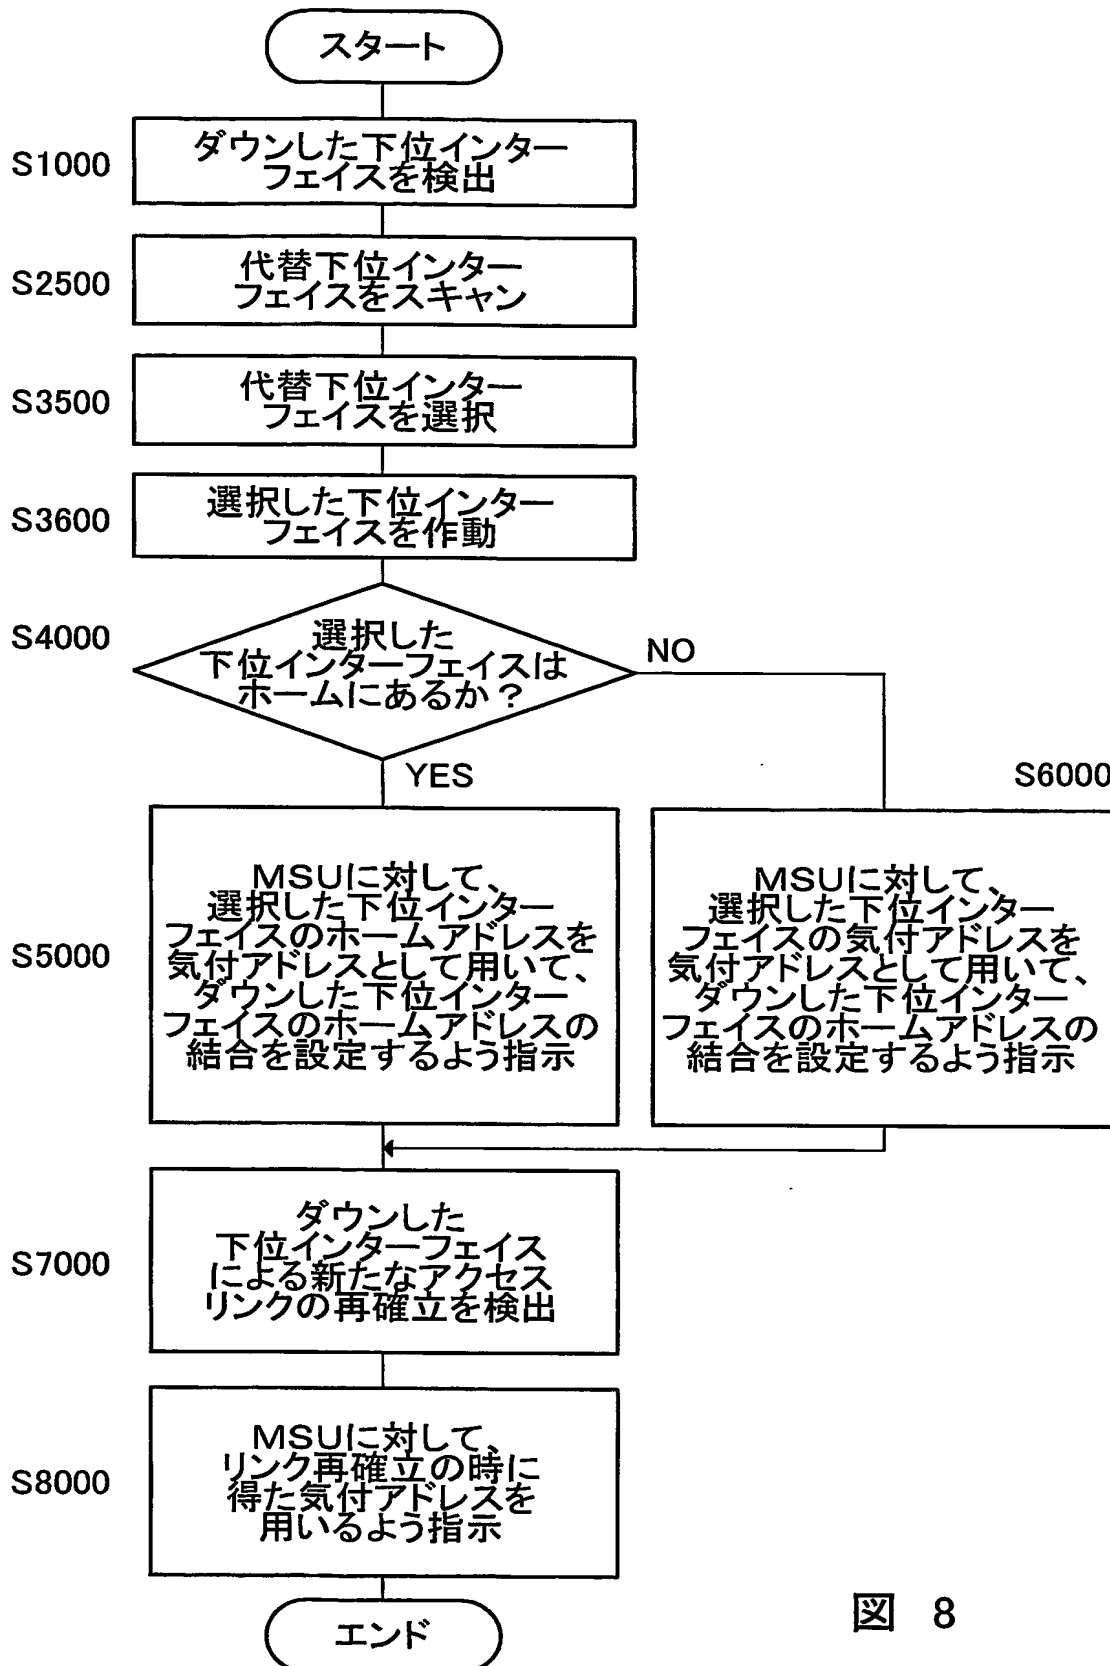 スタート
S1000
ダウンした下位インター
フェイスを検出
S2500
代替下位インター
フェイスをスキャン
S3500
代替下位インター
フェイスを選択
S3600
選択した下位インター
フェイスを作動
S4000
選択した
下位インターフェイスは
ホームにあるか?
NO
YES
S6000
S5000
MSUに対して、
選択した下位インター
フェイスのホームアドレスを
気付アドレスとして用いて、
ダウンした下位インター
フェイスのホームアドレスの
結合を設定するよう指示
MSUに対して、
選択した下位インター
フェイスの気付アドレスを
気付アドレスとして用いて、
ダウンした下位インター
フェイスのホームアドレスの
結合を設定するよう指示
S7000
ダウンした
下位インターフェイス
による新たなアクセス
リンクの再確立を検出
S8000
MSUに対して、
リンク再確立の時に
得た気付アドレスを
用いるよう指示
エンド
図 8